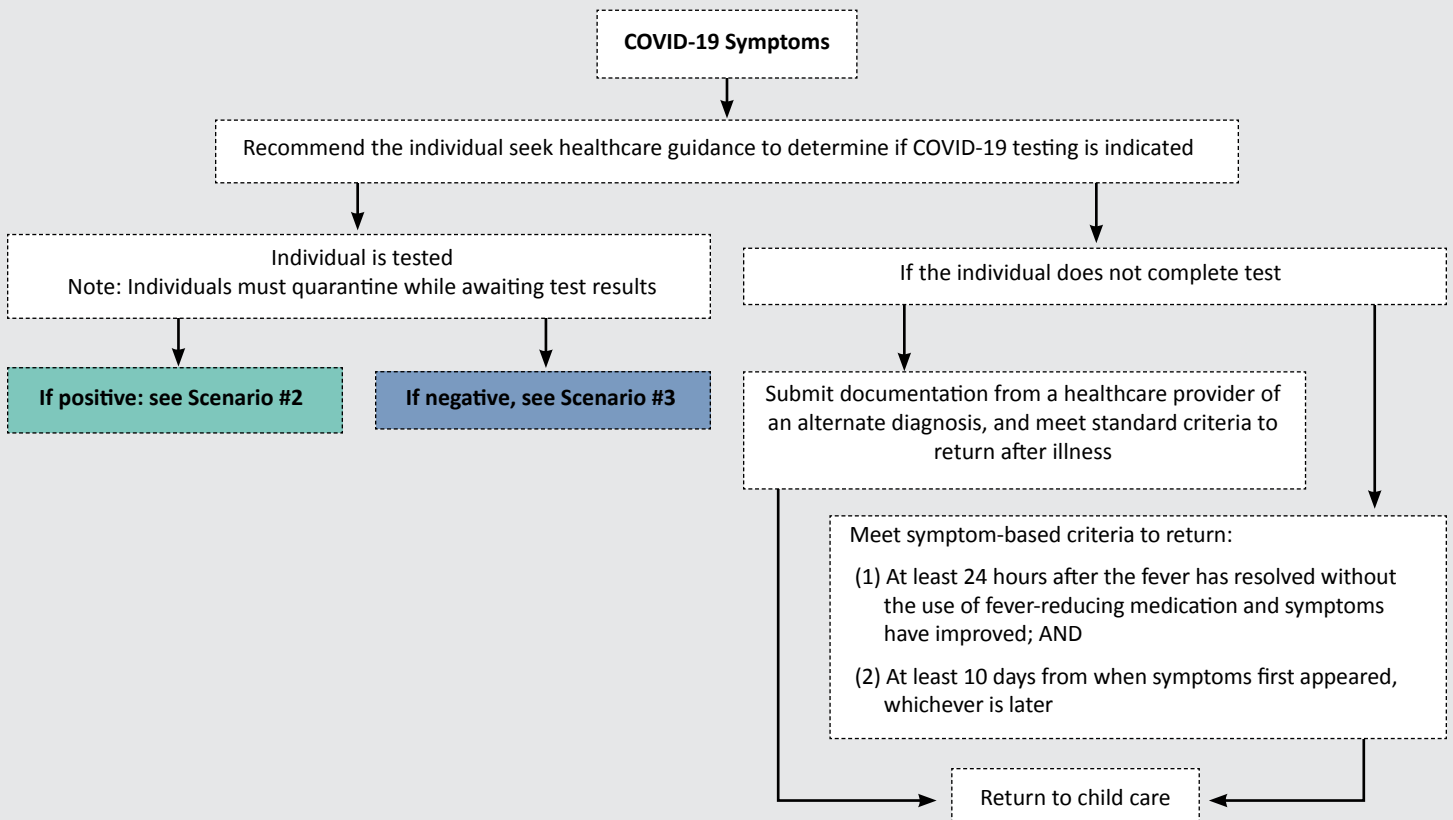 COVID-19 Symptoms
Recommend the individual seek healthcare guidance to determine if COVID-19 testing is indicated
Individual is tested
Note: Individuals must quarantine while awaiting test results
If the individual does not complete test
If positive: see Scenario #2
If negative, see Scenario #3
Submit documentation from a healthcare provider of
an alternate diagnosis, and meet standard criteria to
return after illness
Meet symptom-based criteria to return:
(1) At least 24 hours after the fever has resolved without
the use of fever-reducing medication and symptoms
have improved; AND
(2) At least 10 days from when symptoms first appeared,
whichever is later
Return to child care